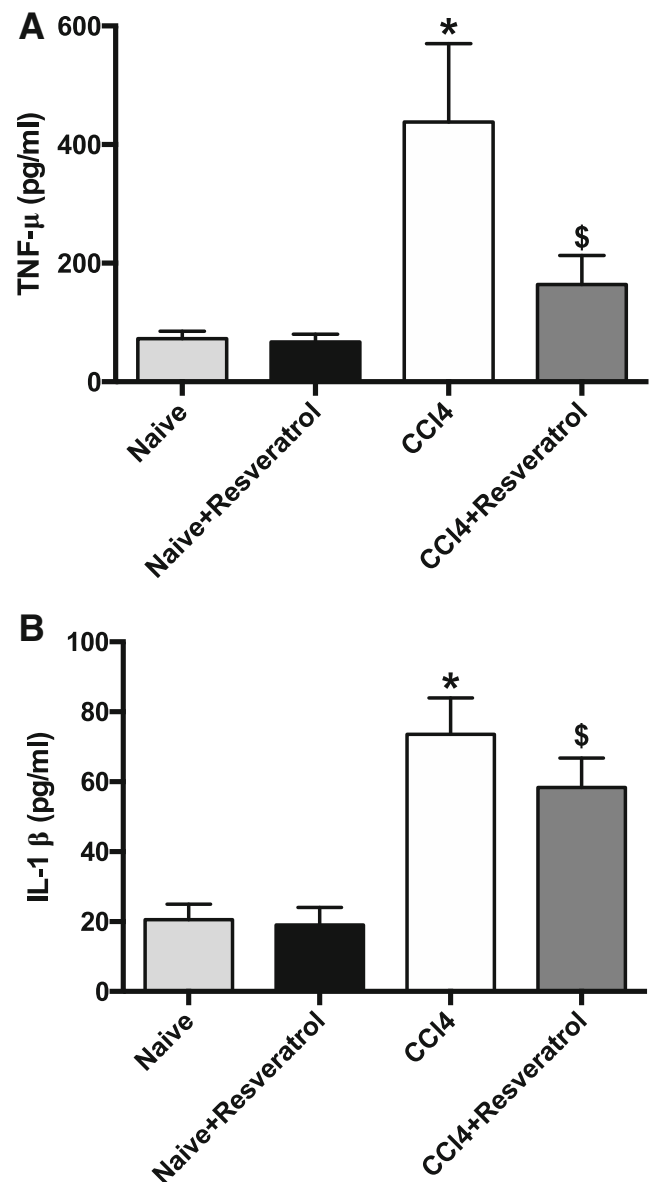 A
600
400
200
0
TNF-μ (pg/ml)
*
$
Naive
Naive+Resveratrol
CCl4
CCl4+Resveratrol
B
100
80
60
40
20
0
IL-1 β (pg/ml)
*
$
Naive
Naive+Resveratrol
CCl4
CCl4+Resveratrol